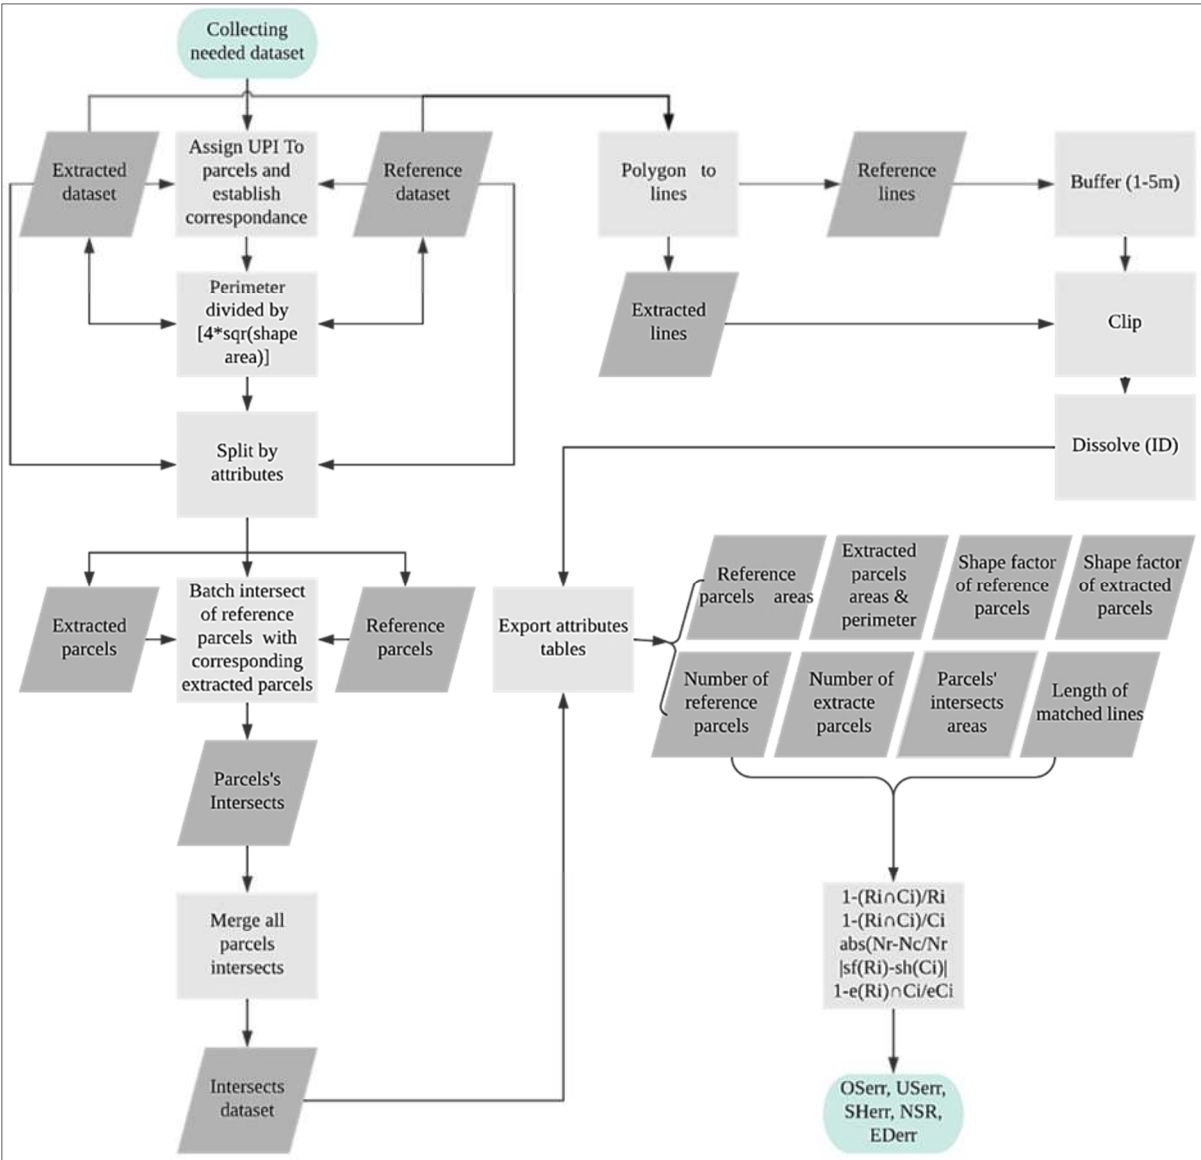 Collecting
needed dataset
Extracted
dataset
Assign UPI To
parcels and
establish
correspondance
Reference
dataset
Polygon to
lines
Reference
lines
Buffer (1-5m)
Perimeter
divided by
[4*sqr(shape
area)]
Extracted
lines
Clip
Split by
attributes
Dissolve (ID)
Extracted
parcels
Batch intersect
of reference
parcels with
corresponding
extracted parcels
Reference
parcels
Export attributes
tables
Reference
parcels areas
Extracted
parcels
areas &
perimeter
Shape factor
of reference
parcels
Shape factor
of extracted
parcels
Number of
reference
parcels
Number of
extracte
parcels
Parcels'
intersects
areas
Length of
matched lines
Parcels's
Intersects
Merge all
parcels
intersects
Intersects
dataset
1-(Ri∩Ci)/Ri
1-(Ri∩Ci)/Ci
abs(Nr-Nc/Nr
|sf(Ri)-sh(Ci)|
1-e(Ri)∩Ci/eCi
OSerr, USerr,
SHerr, NSR,
EDerr